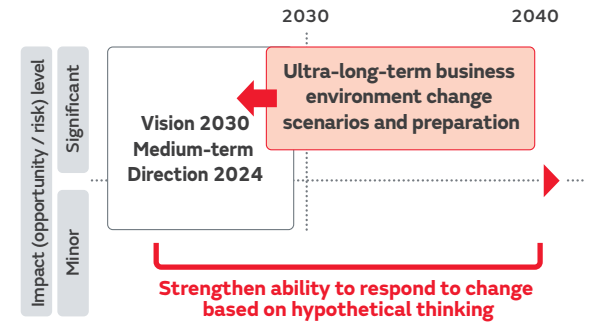 2030
2040
Impact (opportunity / risk) level
Significant
Minor
Vision 2030
Medium-term
Direction 2024
Ultra-long-term business
environment change
scenarios and preparation
Strengthen ability to respond to change
based on hypothetical thinking